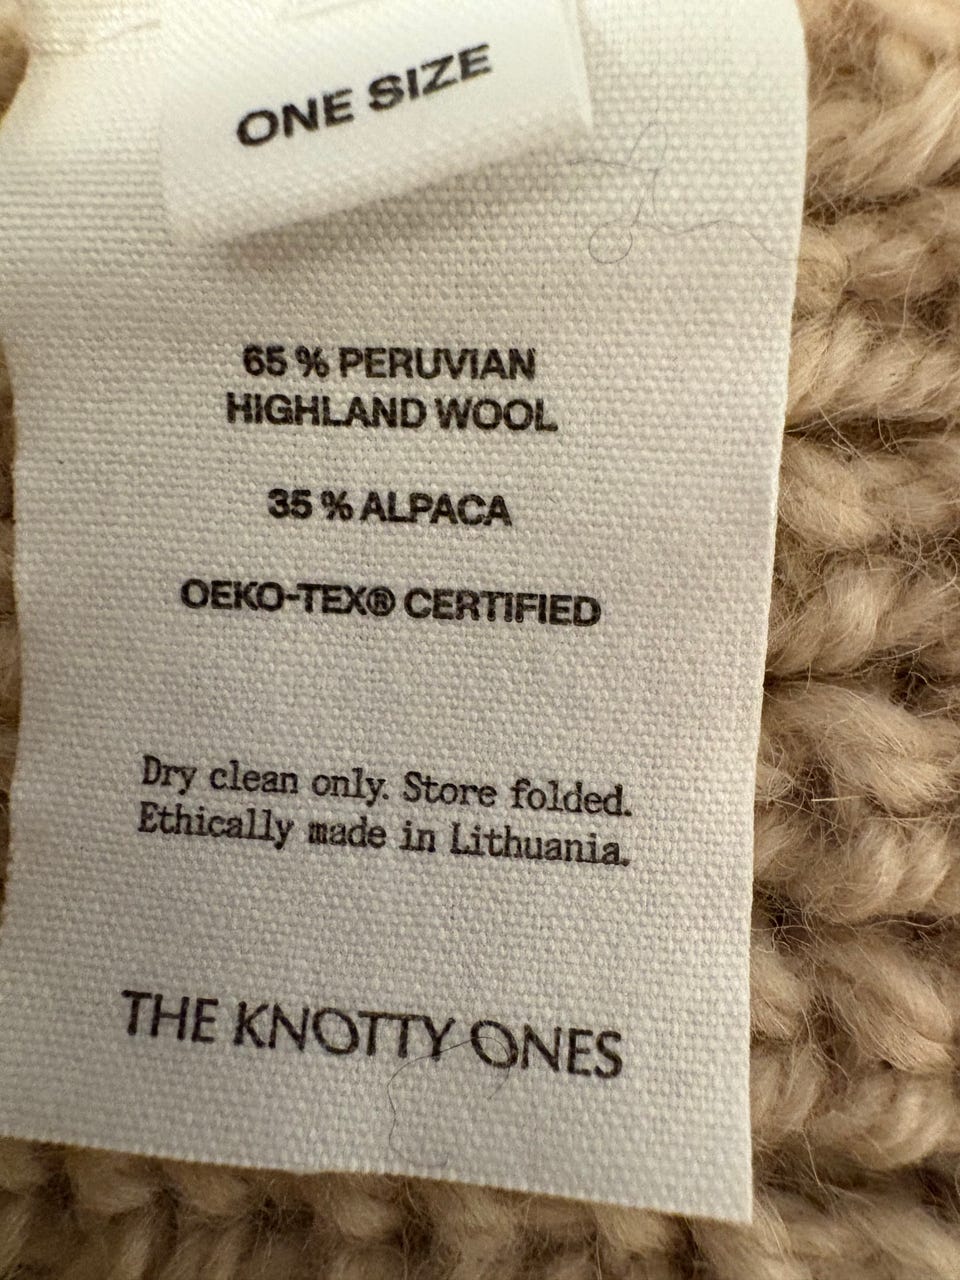 ONE SIZE
65 % PERUVIAN
HIGHLAND WOOL
35 % ALPACA
OEKO-TEX® CERTIFIED
Dry clean only. Store folded.
Ethically made in Lithuania.
THE KNOTTY ONES